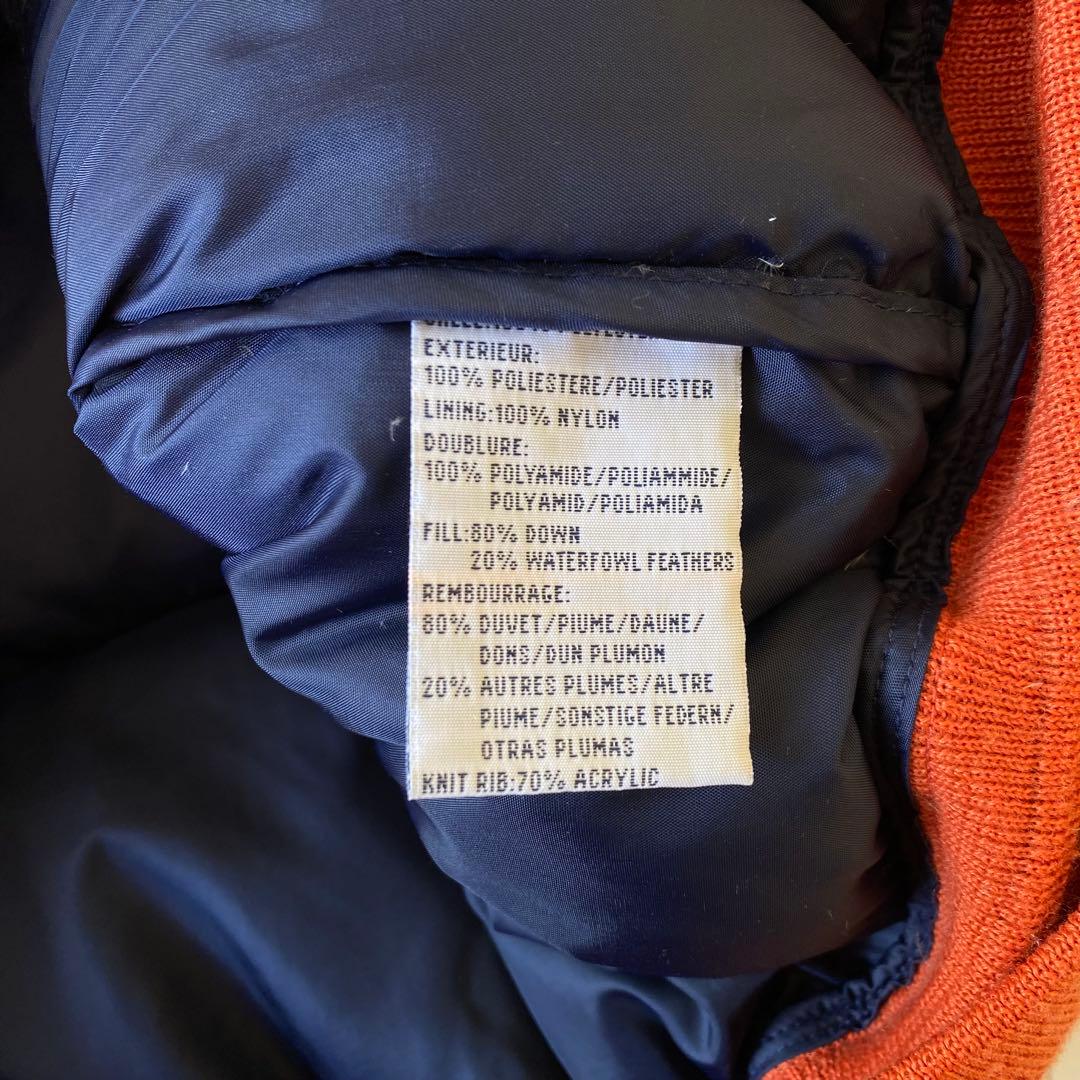 EXTERIEUR:
100% POLIESTERE/POLIESTER
LINING:100% NYLON
DOUBLURE:
100% POLYAMIDE/POLIAMMIDE/
POLYAMID/POLIAMIDA
FILL:80% DOWN
20% WATERFOWL FEATHERS
REMBOURRAGE:
80% DUVET/PIUME/DAUNE/
DONS/DUN PLUMON
20% AUTRES PLUMES/ALTRE
PIUME/SONSTIGE FEDERN/
OTRAS PLUMAS
KNIT RIB:70% ACRYLIC